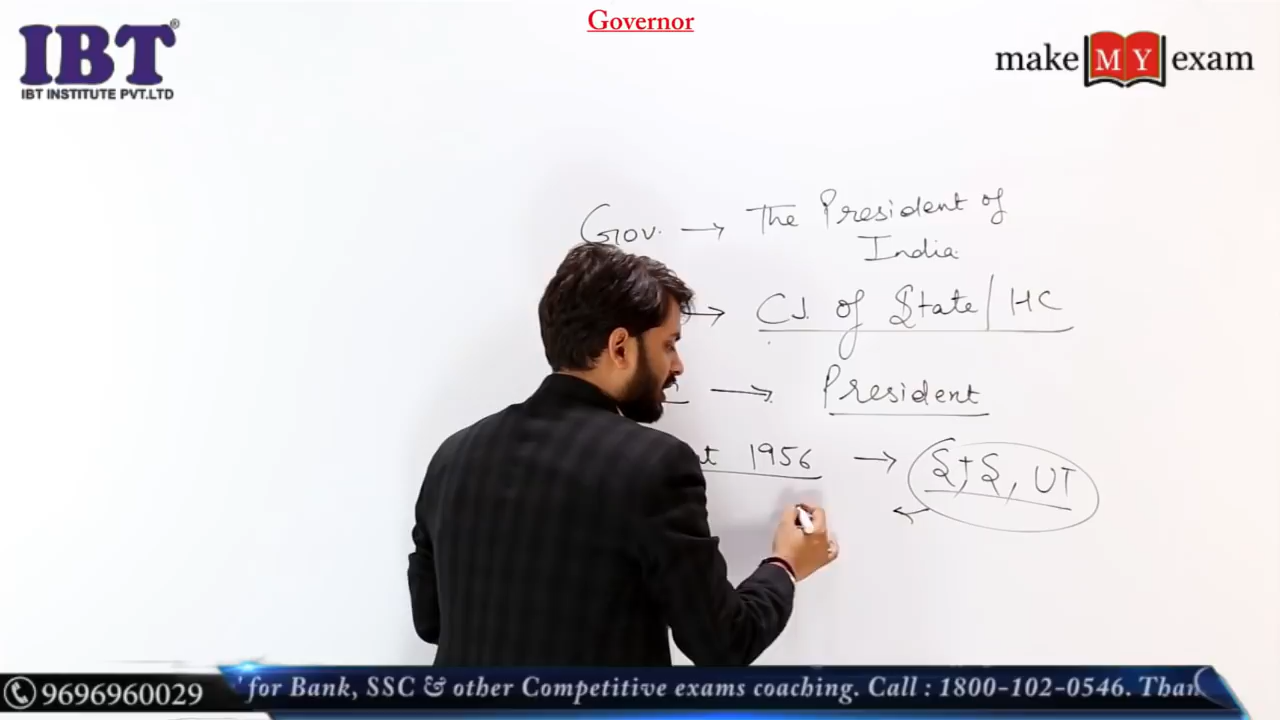 Governor
IBT®
IBT INSTITUTE PVT.LTD
make MY exam
Gov. → The President of
India
→ C.J. of State/HC
→ President
1956 → S+S, UT
9696960029 ' for Bank, SSC & other Competitive exams coaching. Call : 1800-102-0546. Than